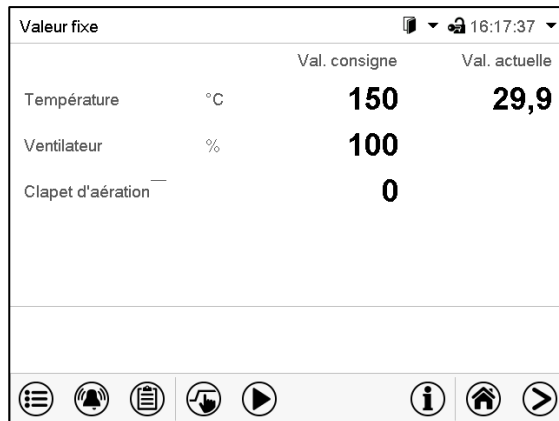 Valeur fixe 16:17:37
Val. consigne Val. actuelle
Température °C 150 29,9
Ventilateur % 100
Clapet d'aération 0